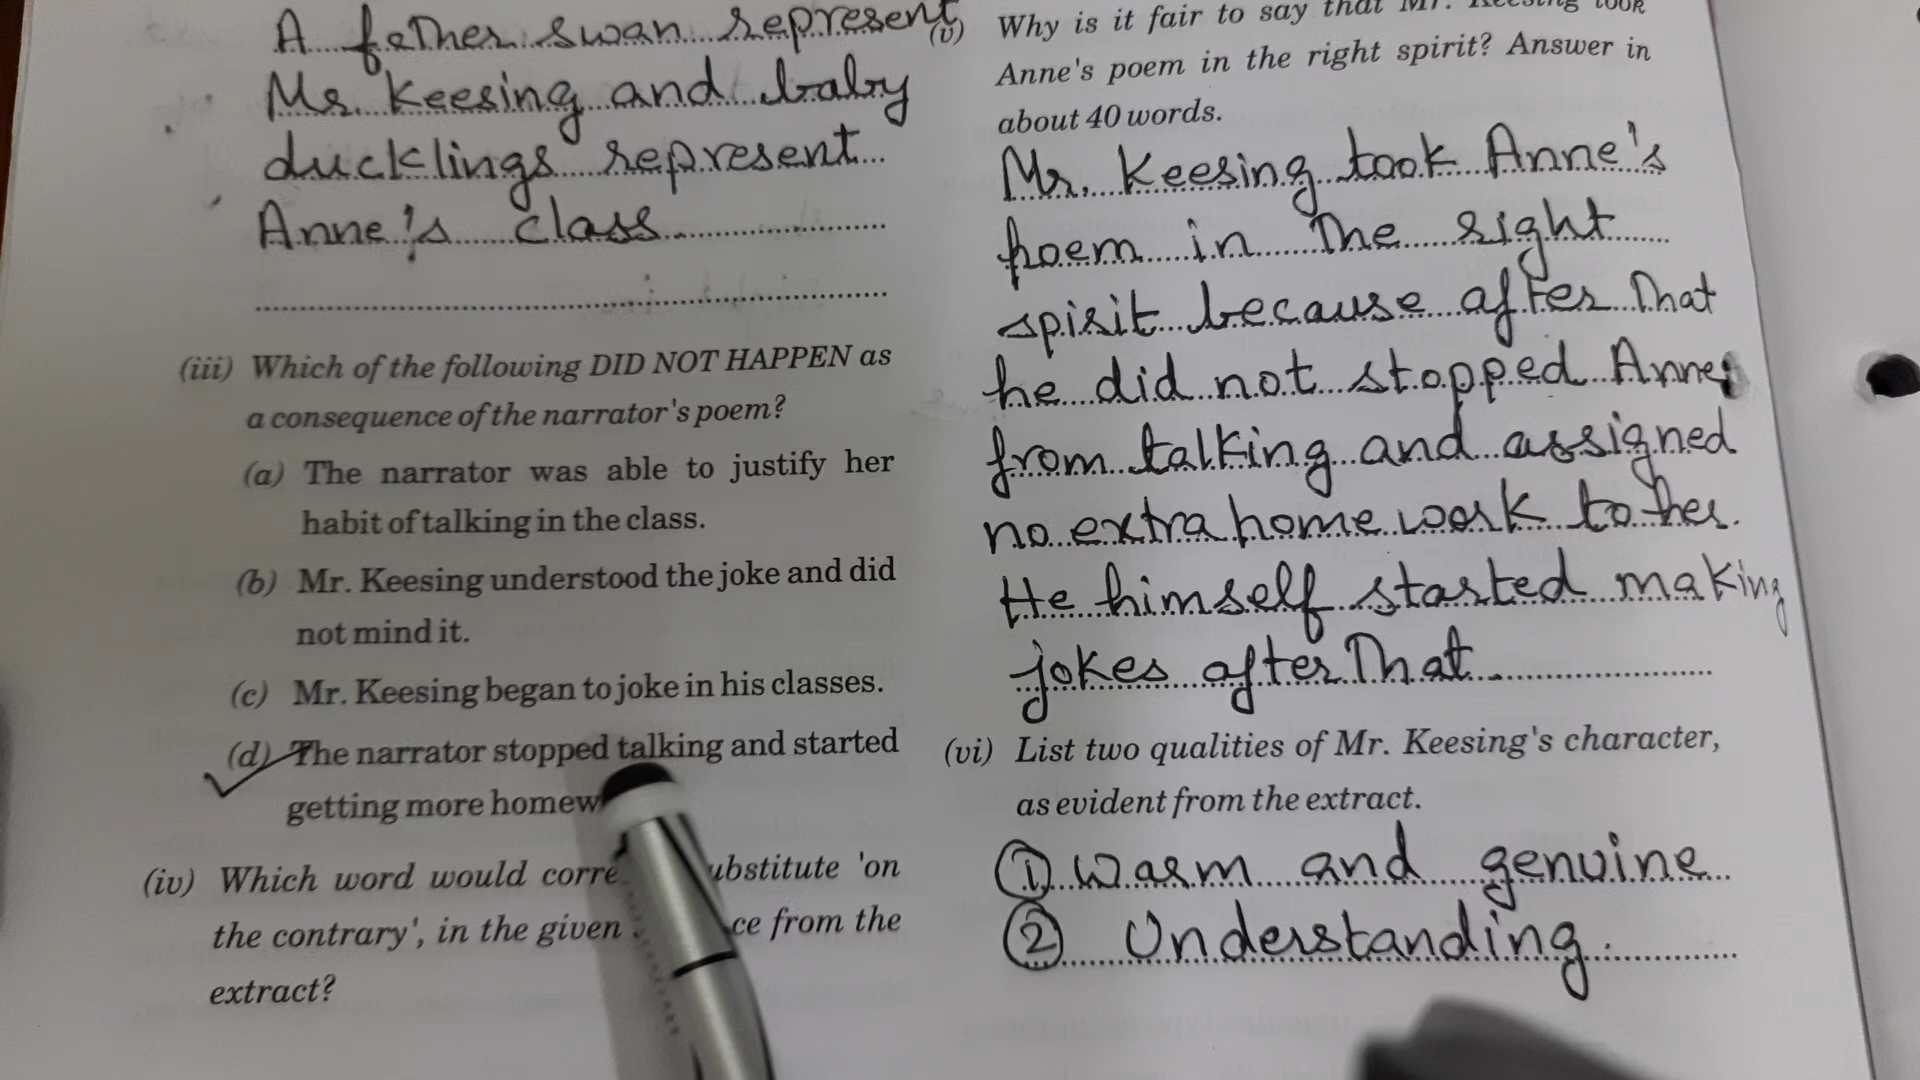 A father swan represent
Mr. Keesing and baby
ducklings represent
Anne's class
(iii) Which of the following DID NOT HAPPEN as
a consequence of the narrator's poem?
(a) The narrator was able to justify her
habit of talking in the class.
(b) Mr. Keesing understood the joke and did
not mind it.
(c) Mr. Keesing began to joke in his classes.
(d) The narrator stopped talking and started
getting more
(iv) Which word would 'on
the contrary', in the given from the
extract?
(v) Why is it fair to say that Mr. Keesing took
Anne's poem in the right spirit? Answer in
about 40 words.
Mr. Keesing took Anne's
poem in the right
spirit because after that
he did not stopped Anne
from talking and assigned
no extra home work to her.
He himself started making
jokes after that.
(vi) List two qualities of Mr. Keesing's character,
as evident from the extract.
① Warm and genuine
② Understanding.